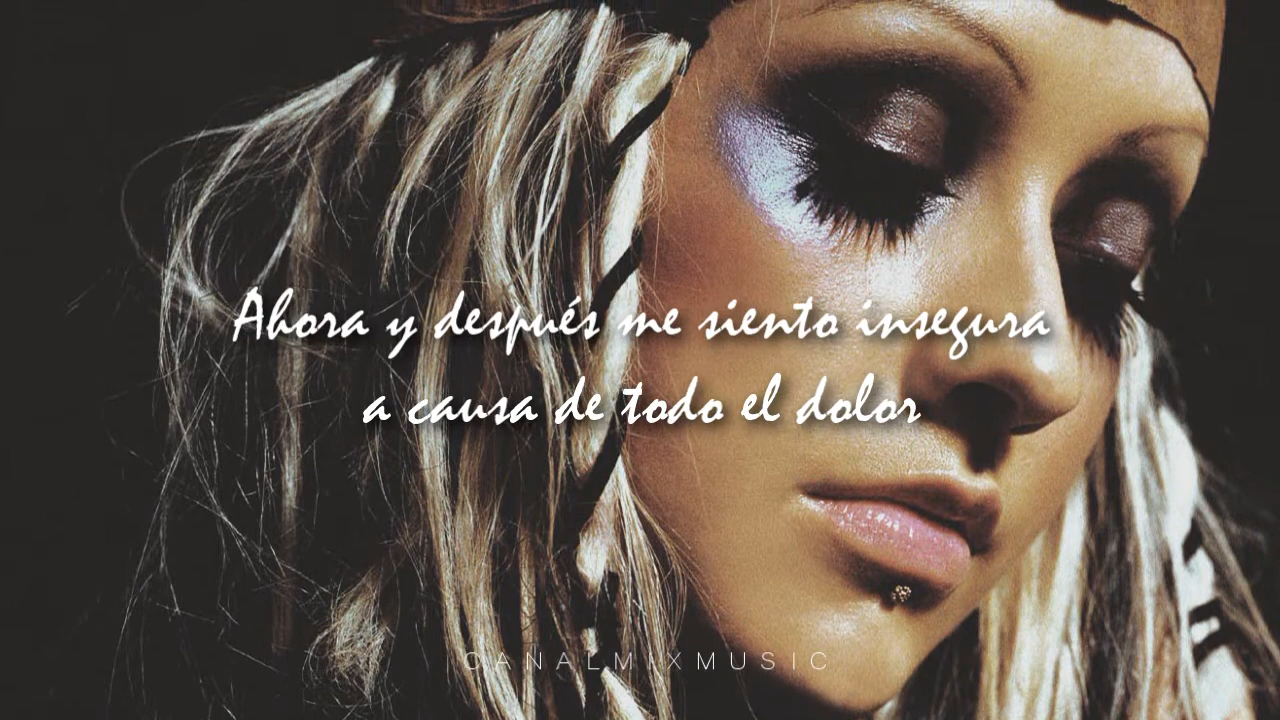 Ahora y después me siento insegura
a causa de todo el dolor
CANALMIXMUSIC